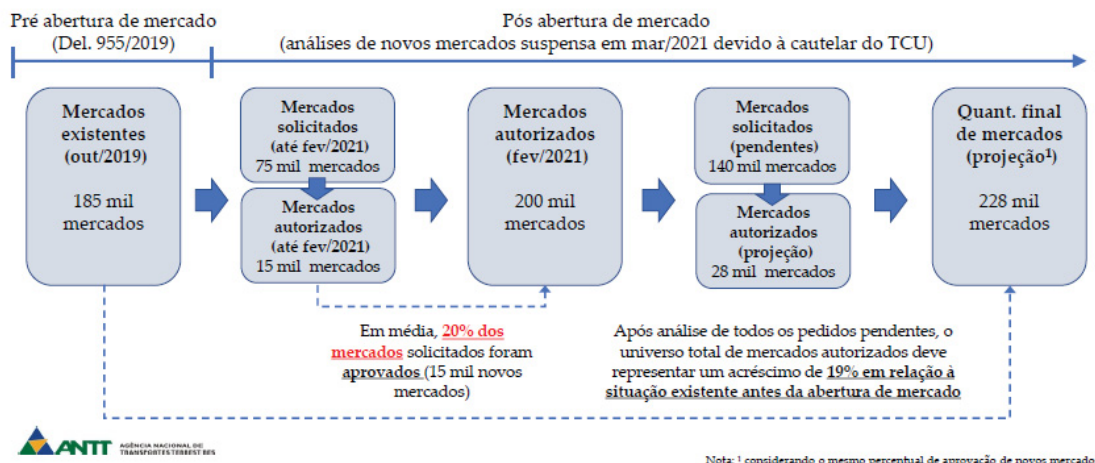 Pré abertura de mercado
(Del. 955/2019)
Pós abertura de mercado
(análises de novos mercados suspensa em mar/2021 devido à cautelar do TCU)
Mercados
existentes
(out/2019)
185 mil
mercados
Mercados
solicitados
(até fev/2021)
75 mil mercados
Mercados
autorizados
(até fev/2021)
15 mil mercados
Mercados
autorizados
(fev/2021)
200 mil
mercados
Mercados
solicitados
(pendentes)
140 mil mercados
Mercados
autorizados
(projeção)
28 mil mercados
Quant. final
de mercados
(projeção¹)
228 mil
mercados
Em média, 20% dos
mercados solicitados foram
aprovados (15 mil novos
mercados)
Após análise de todos os pedidos pendentes, o
universo total de mercados autorizados deve
representar um acréscimo de 19% em relação à
situação existente antes da abertura de mercado
ANTT
AGÊNCIA NACIONAL DE
TRANSPORTES TERRESTRES
Nota: ¹ considerando o mesmo percentual de aprovação de novos mercado